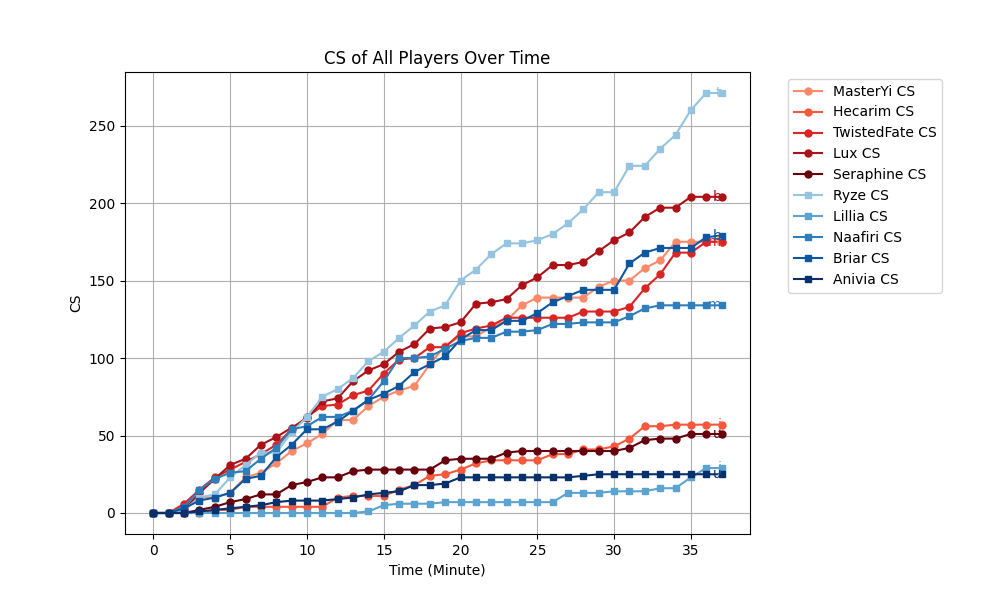 CS of All Players Over Time
CS
250
200
150
100
50
0
0 5 10 15 20 25 30 35
Time (Minute)
MasterYi CS
Hecarim CS
TwistedFate CS
Lux CS
Seraphine CS
Ryze CS
Lillia CS
Naafiri CS
Briar CS
Anivia CS